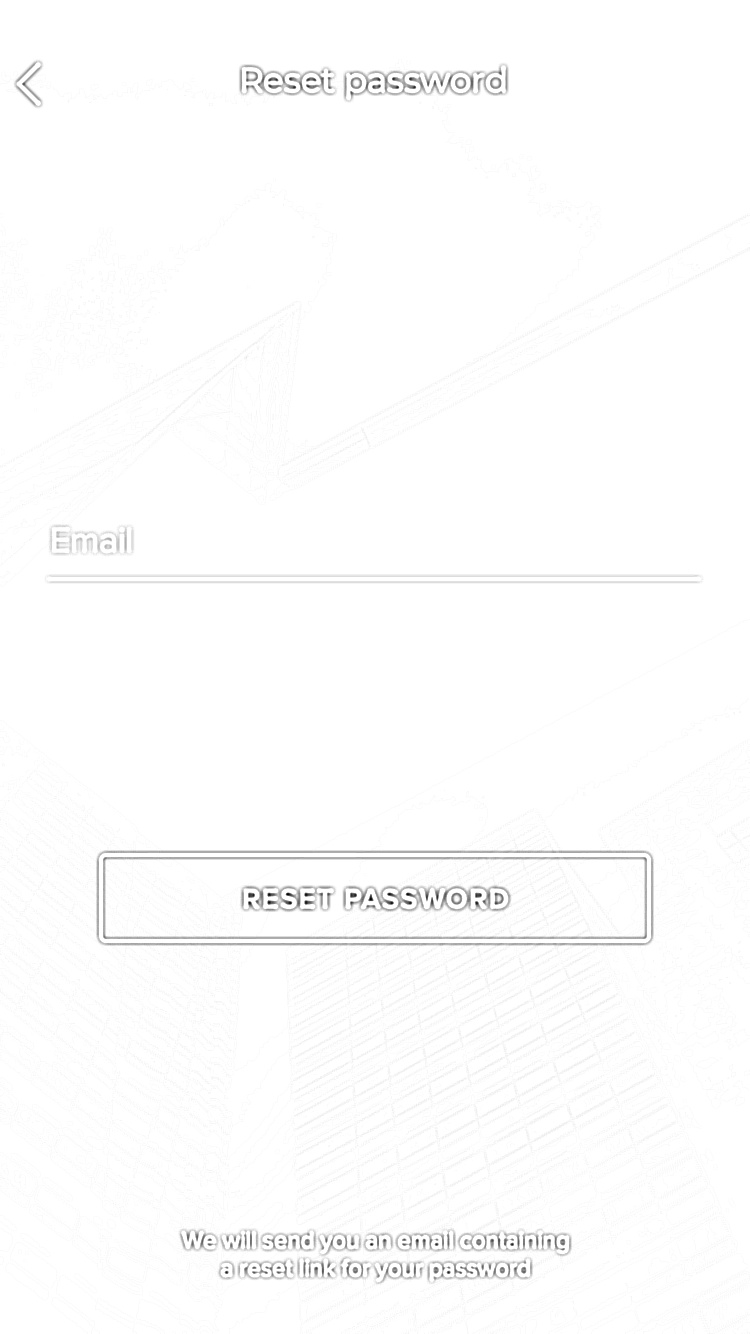 Reset password
Email
RESET PASSWORD
We will send you an email containing
a reset link for your password